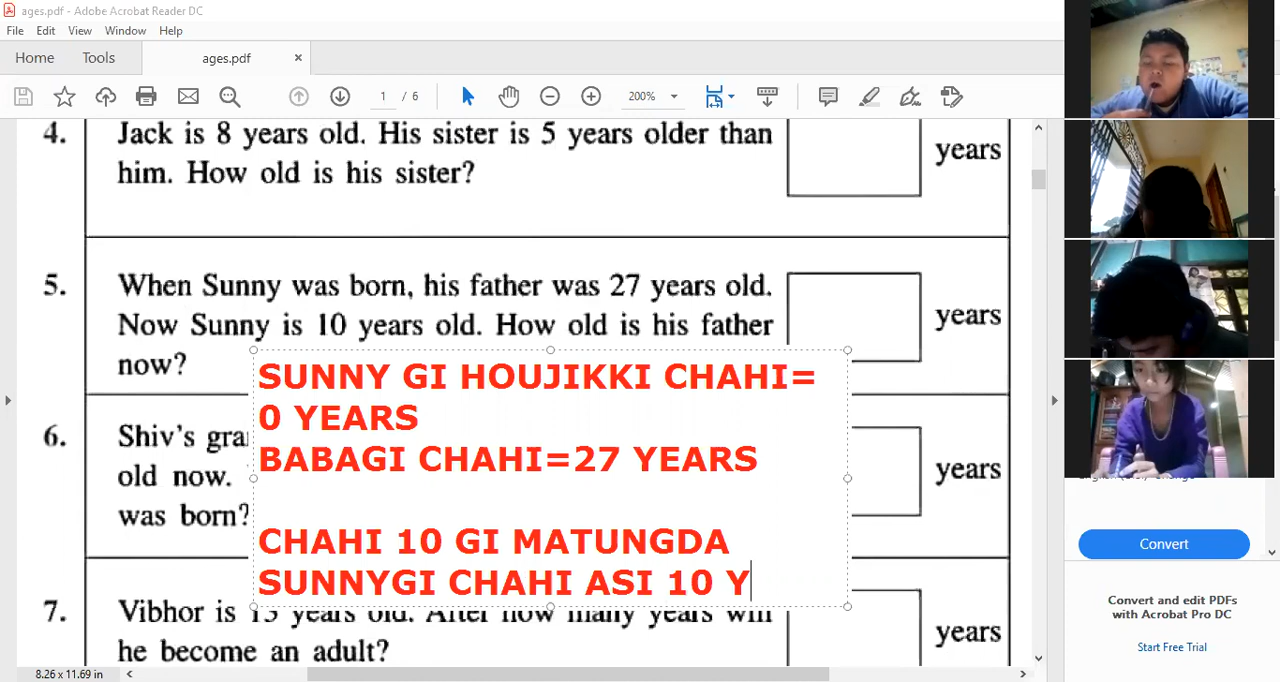 ages.pdf - Adobe Acrobat Reader DC
File Edit View Window Help
Home Tools ages.pdf ×
1 / 6 200%
4. Jack is 8 years old. His sister is 5 years older than
him. How old is his sister?
years
5. When Sunny was born, his father was 27 years old.
Now Sunny is 10 years old. How old is his father
now?
years
SUNNY GI HOUJIKKI CHAHI=
0 YEARS
BABAGI CHAHI=27 YEARS
CHAHI 10 GI MATUNGDA
SUNNYGI CHAHI ASI 10 Y
6. Shiv's gra
old now.
was born?
years
7. Vibhor is 13 years old. After how many years will
he become an adult?
years
8.26 x 11.69 in
Convert
Convert and edit PDFs
with Acrobat Pro DC
Start Free Trial